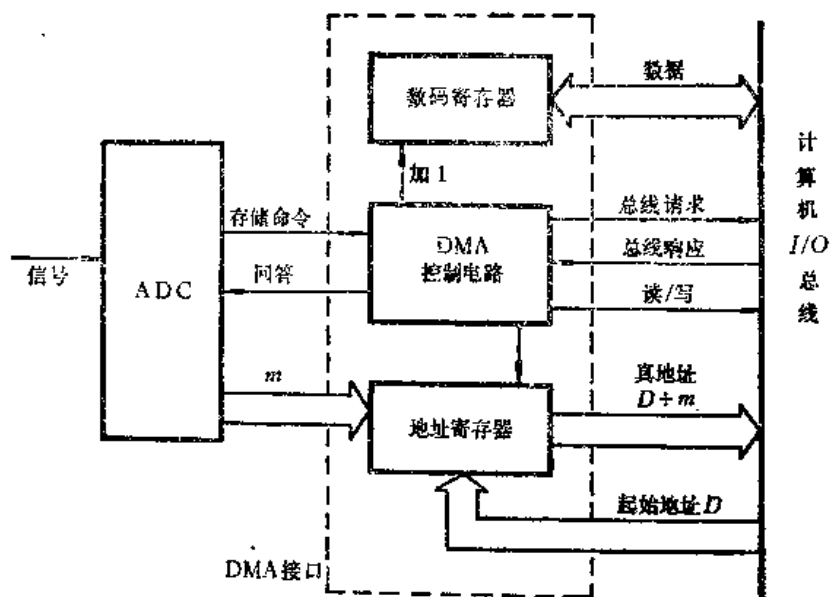 数码寄存器
数据
加1
存储命令
总线请求
DMA
控制电路
总线响应
信号
ADC
回答
读/写
m
真地址
D+m
地址寄存器
起始地址D
DMA接口
计算机I/O总线